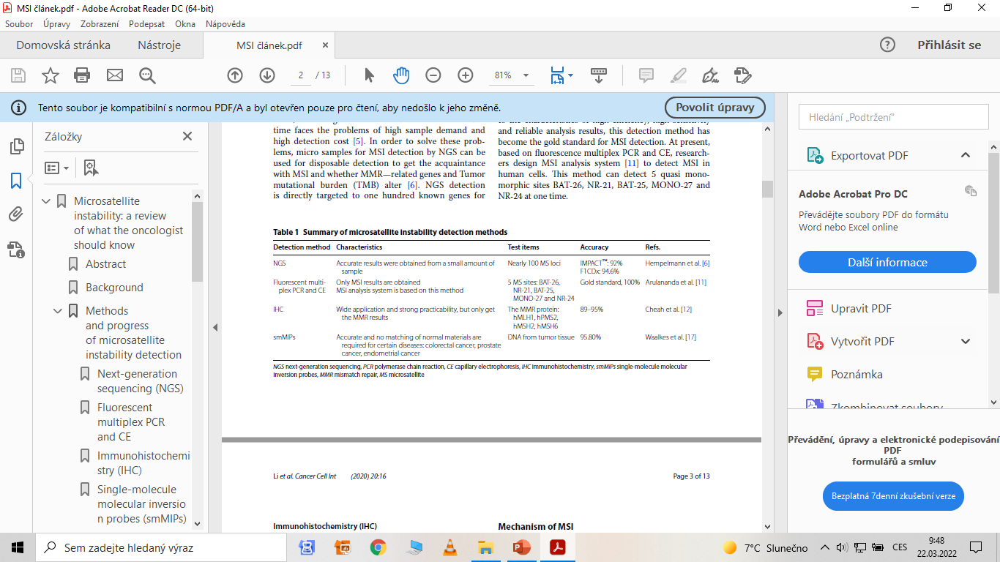 MSI článek.pdf - Adobe Acrobat Reader DC (64-bit)
Soubor Úpravy Zobrazení Podepsat Okna Nápověda
Domovská stránka Nástroje MSI článek.pdf × Přihlásit se
2 / 13 81%
Tento soubor je kompatibilní s normou PDF/A a byl otevřen pouze pro čtení, aby nedošlo k jeho změně. Povolit úpravy
Záložky
Microsatellite
instability: a review
of what the oncologist
should know
Abstract
Background
Methods
and progress
of microsatellite
instability detection
Next-generation
sequencing (NGS)
Fluorescent
multiplex PCR
and CE
Immunohistochemi
stry (IHC)
Single-molecule
molecular inversio
n probes (smMIPs)
time faces the problems of high sample demand and
high detection cost [5]. In order to solve these prob-
lems, micro samples for MSI detection by NGS can be
used for disposable detection to get the acquaintance
with MSI and whether MMR—related genes and Tumor
mutational burden (TMB) alter [6]. NGS detection
is directly targeted to one hundred known genes for
to the characteristics of high efficiency, high sensitivity
and reliable analysis results, this detection method has
become the gold standard for MSI detection. At present,
based on fluorescence multiplex PCR and CE, research-
ers design MSI analysis system [11] to detect MSI in
human cells. This method can detect 5 quasi mono-
morphic sites BAT-26, NR-21, BAT-25, MONO-27 and
NR-24 at one time.
Table 1 Summary of microsatellite instability detection methods
Detection method Characteristics Test items Accuracy Refs.
NGS Accurate results were obtained from a small amount of Nearly 100 MS loci IMPACT™: 92% Hempelmann et al. [6]
sample F1CDx: 94.6%
Fluorescent multi- Only MSI results are obtained 5 MS sites: BAT-26, Gold standard, 100% Arulananda et al. [11]
plex PCR and CE MSI analysis system is based on this method NR-21, BAT-25,
MONO-27 and NR-24
IHC Wide application and strong practicability, but only get The MMR protein: 89–95% Cheah et al. [12]
the MMR results hMLH1, hPMS2,
hMSH2, hMSH6
smMIPs Accurate and no matching of normal materials are DNA from tumor tissue 95.80% Waalkes et al. [17]
required for certain diseases: colorectal cancer, prostate
cancer, endometrial cancer
NGS next-generation sequencing, PCR polymerase chain reaction, CE capillary electrophoresis, IHC immunohistochemistry, smMIPs single-molecule molecular
inversion probes, MMR mismatch repair, MS microsatellite
Li et al. Cancer Cell Int (2020) 20:16 Page 3 of 13
Immunohistochemistry (IHC) Mechanism of MSI
Hledání „Podtržení"
Exportovat PDF
Adobe Acrobat Pro DC
Převádějte soubory PDF do formátu
Word nebo Excel online
Další informace
Upravit PDF
Vytvořit PDF
Poznámka
Zkombinovat soubory
Převádění, úpravy a elektronické podepisování
PDF
formulářů a smluv
Bezplatná 7denní zkušební verze
Sem zadejte hledaný výraz
7°C Slunečno CES 9:48
22.03.2022